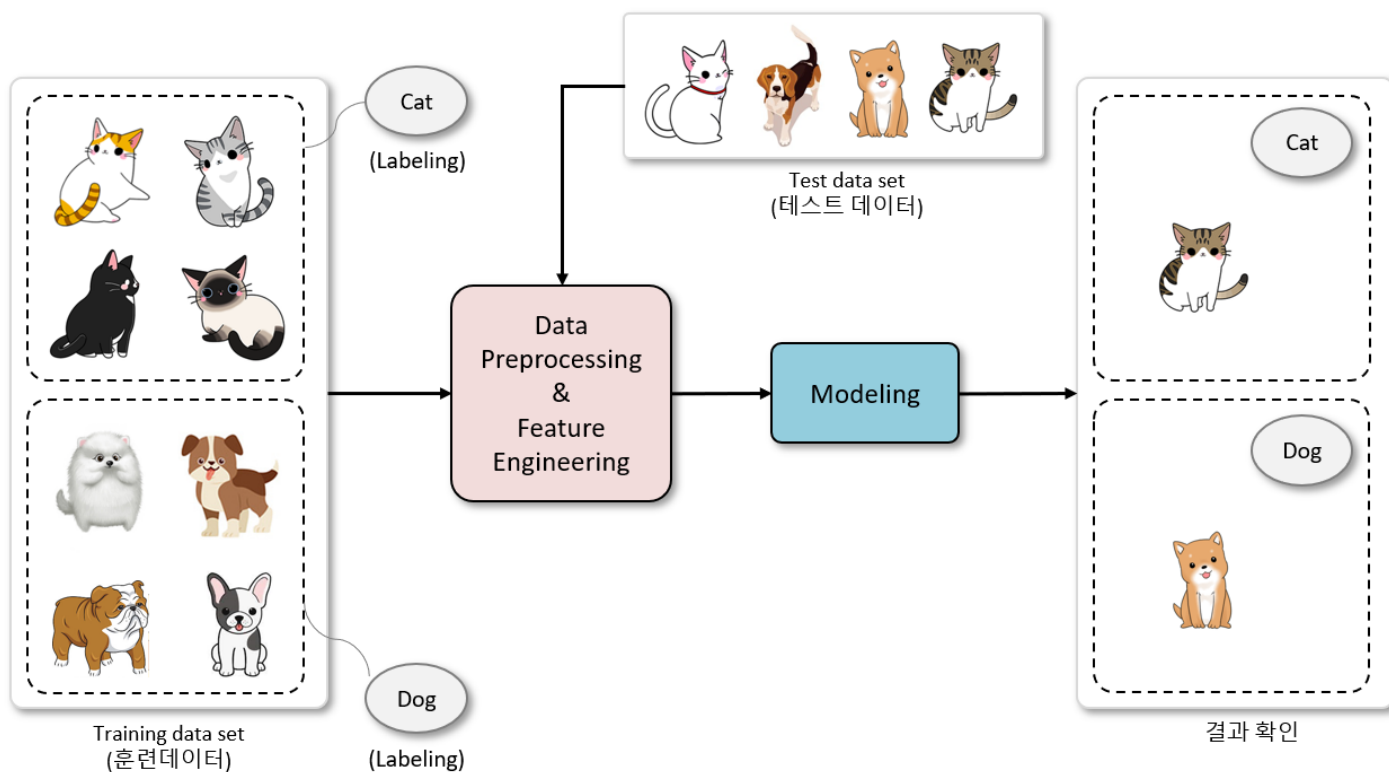 Cat
(Labeling)
Dog
(Labeling)
Training data set
(훈련데이터)
Test data set
(테스트 데이터)
Data
Preprocessing
&
Feature
Engineering
Modeling
Cat
Dog
결과 확인